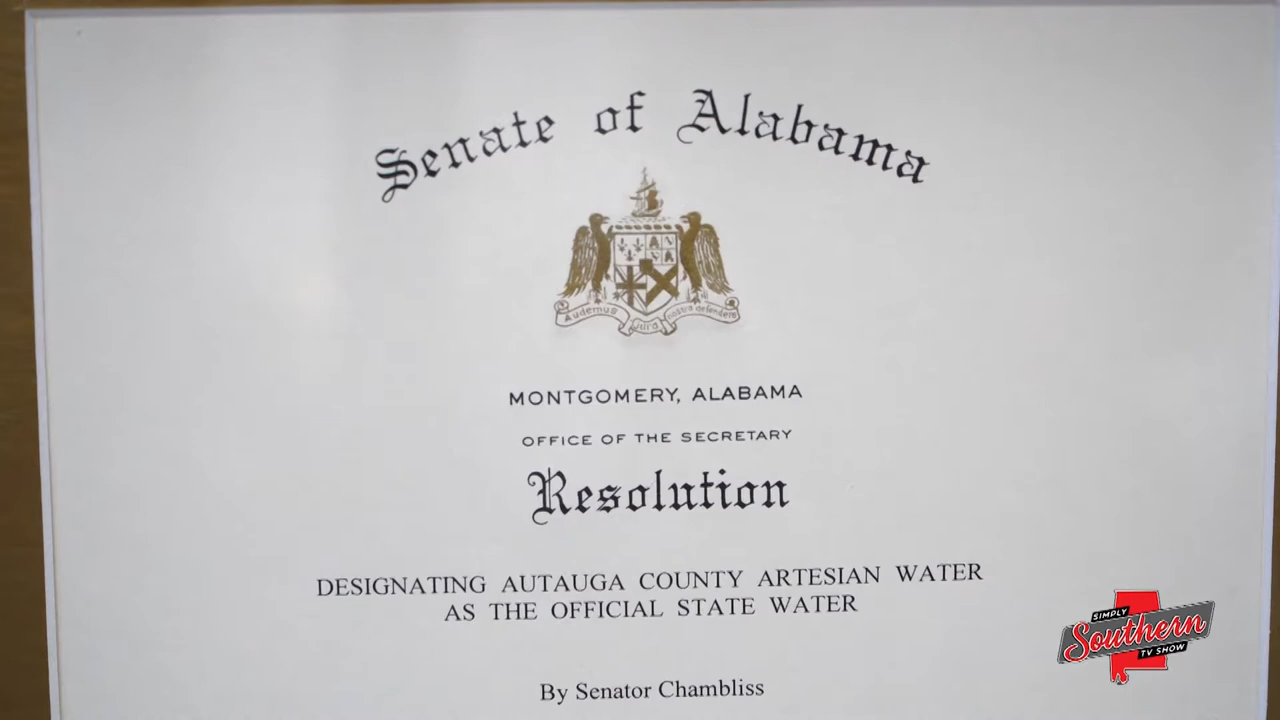 Senate of Alabama
Audemus jura nostra defendere
MONTGOMERY, ALABAMA
OFFICE OF THE SECRETARY
Resolution
DESIGNATING AUTAUGA COUNTY ARTESIAN WATER
AS THE OFFICIAL STATE WATER
By Senator Chambliss
SIMPLY
Southern
TV SHOW